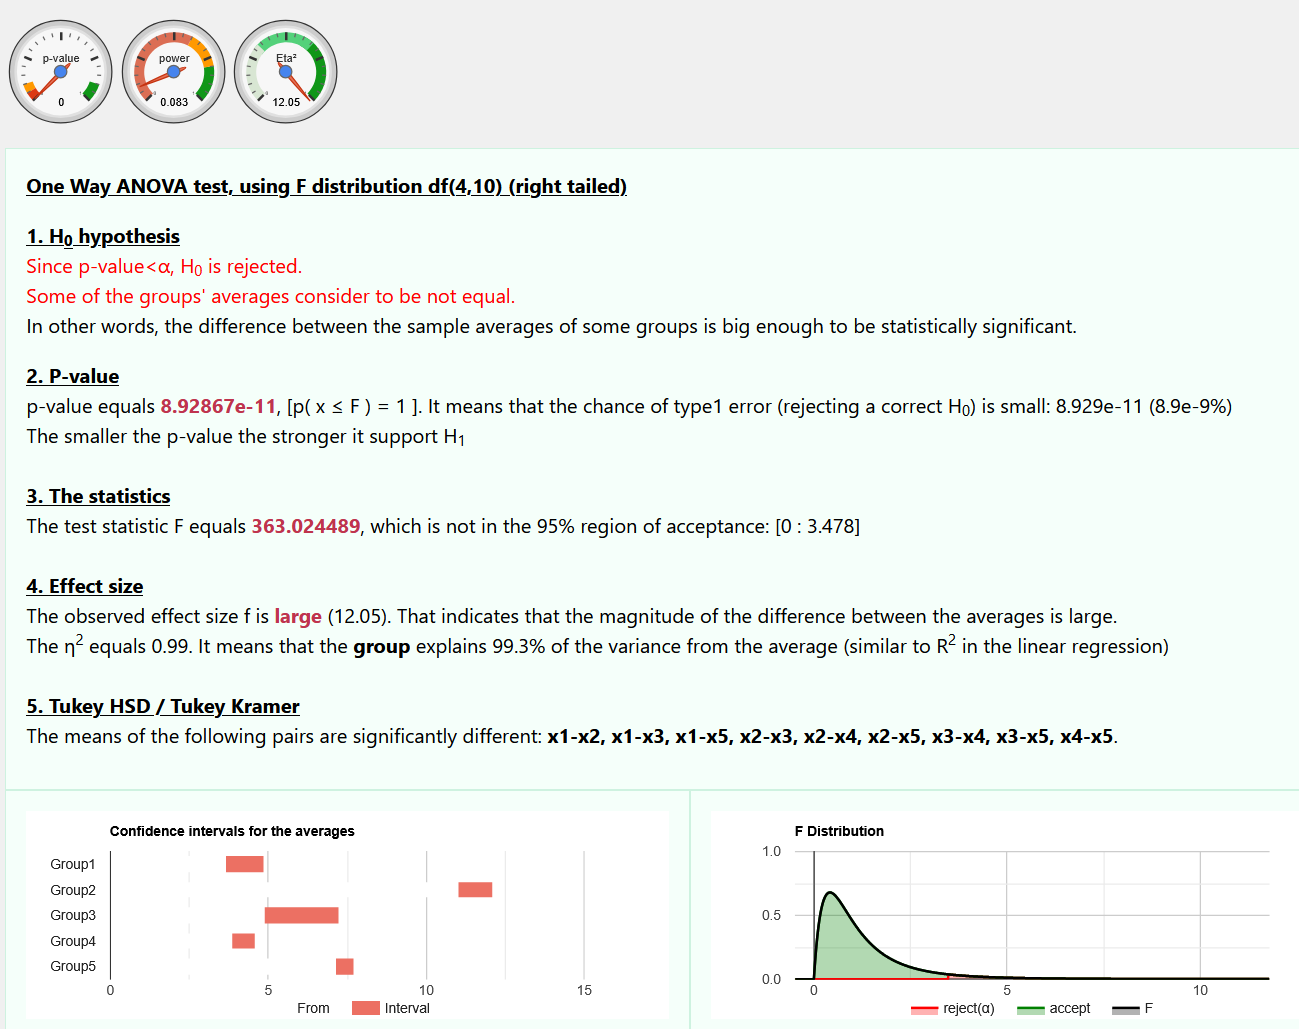 p-value
0
power
0.083
Eta²
12.05
One Way ANOVA test, using F distribution df(4,10) (right tailed)
1. H₀ hypothesis
Since p-value<α, H₀ is rejected.
Some of the groups' averages consider to be not equal.
In other words, the difference between the sample averages of some groups is big enough to be statistically significant.
2. P-value
p-value equals 8.92867e-11, [p( x ≤ F ) = 1 ]. It means that the chance of type1 error (rejecting a correct H₀) is small: 8.929e-11 (8.9e-9%)
The smaller the p-value the stronger it support H₁
3. The statistics
The test statistic F equals 363.024489, which is not in the 95% region of acceptance: [0 : 3.478]
4. Effect size
The observed effect size f is large (12.05). That indicates that the magnitude of the difference between the averages is large.
The η² equals 0.99. It means that the group explains 99.3% of the variance from the average (similar to R² in the linear regression)
5. Tukey HSD / Tukey Kramer
The means of the following pairs are significantly different: x1-x2, x1-x3, x1-x5, x2-x3, x2-x4, x2-x5, x3-x4, x3-x5, x4-x5.
Confidence intervals for the averages
Group1
Group2
Group3
Group4
Group5
0 5 10 15
From Interval
F Distribution
1.0
0.5
0.0
0 5 10
reject(α) accept F